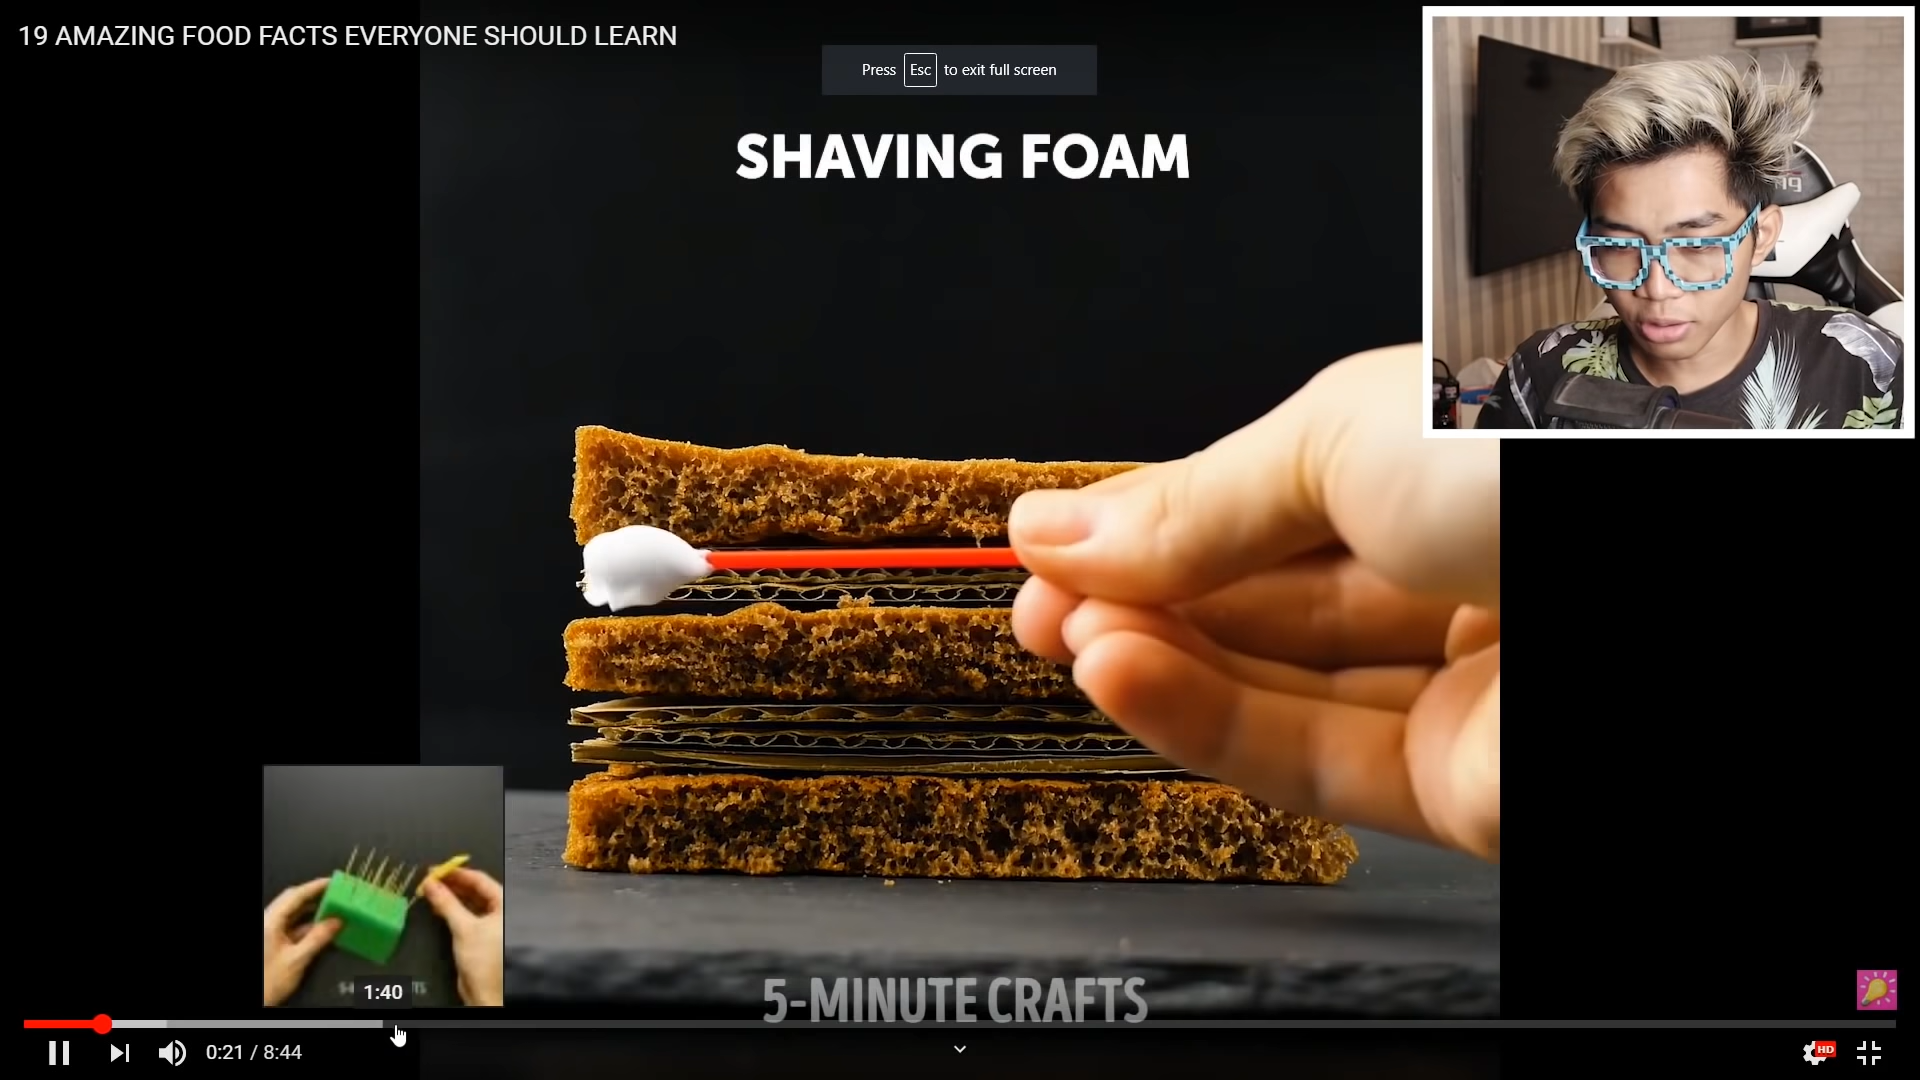 19 AMAZING FOOD FACTS EVERYONE SHOULD LEARN
Press Esc to exit full screen
SHAVING FOAM
1:40
5-MINUTE CRAFTS
0:21 / 8:44
HD